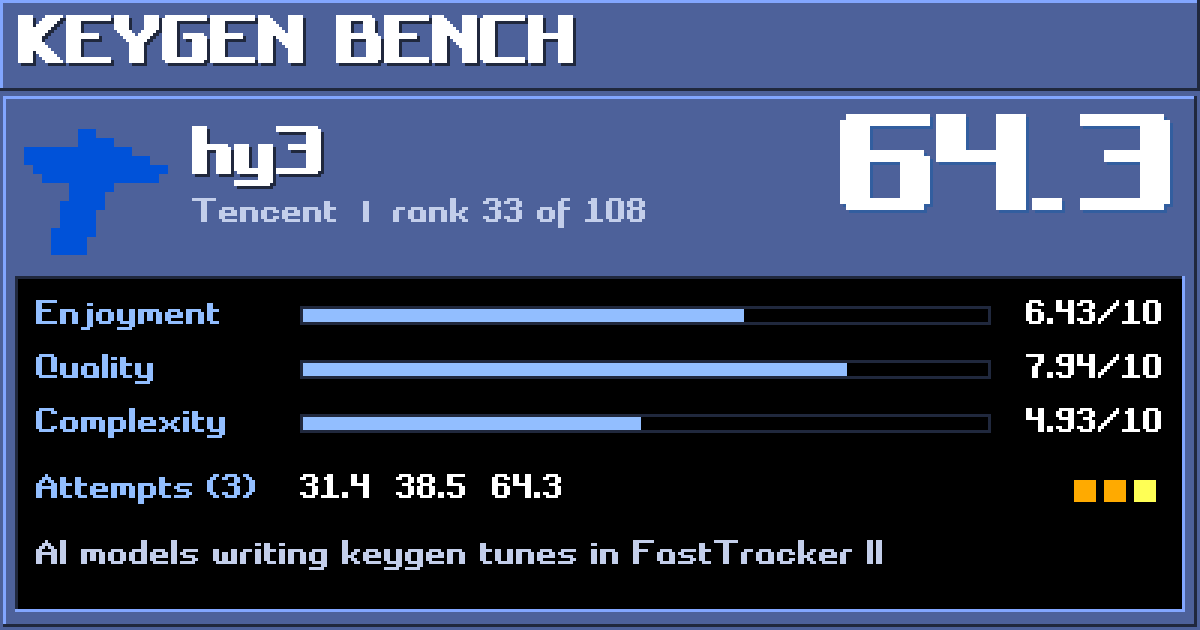 KEYGEN BENCH
hy3
64.3
Tencent | rank 33 of 108
Enjoyment 6.43/10
Quality 7.94/10
Complexity 4.93/10
Attempts (3) 31.4 38.5 64.3
AI models writing keygen tunes in FastTracker II